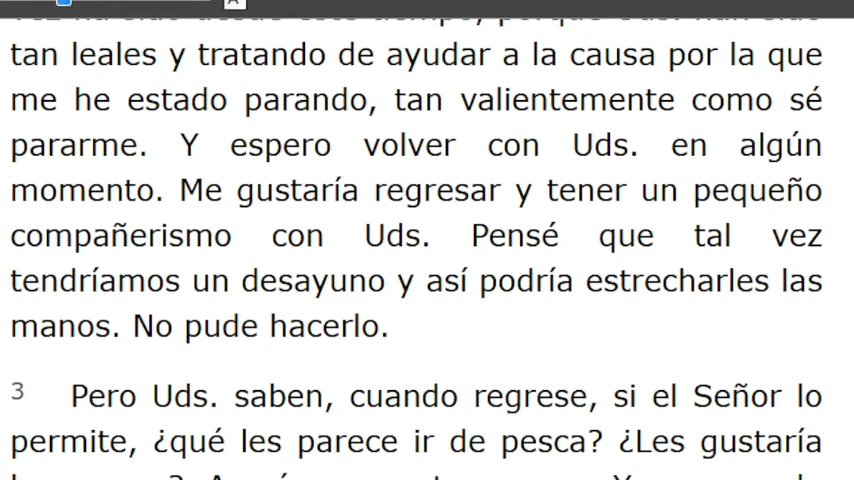 tan leales y tratando de ayudar a la causa por la que
me he estado parando, tan valientemente como sé
pararme. Y espero volver con Uds. en algún
momento. Me gustaría regresar y tener un pequeño
compañerismo con Uds. Pensé que tal vez
tendríamos un desayuno y así podría estrecharles las
manos. No pude hacerlo.
3 Pero Uds. saben, cuando regrese, si el Señor lo
permite, ¿qué les parece ir de pesca? ¿Les gustaría